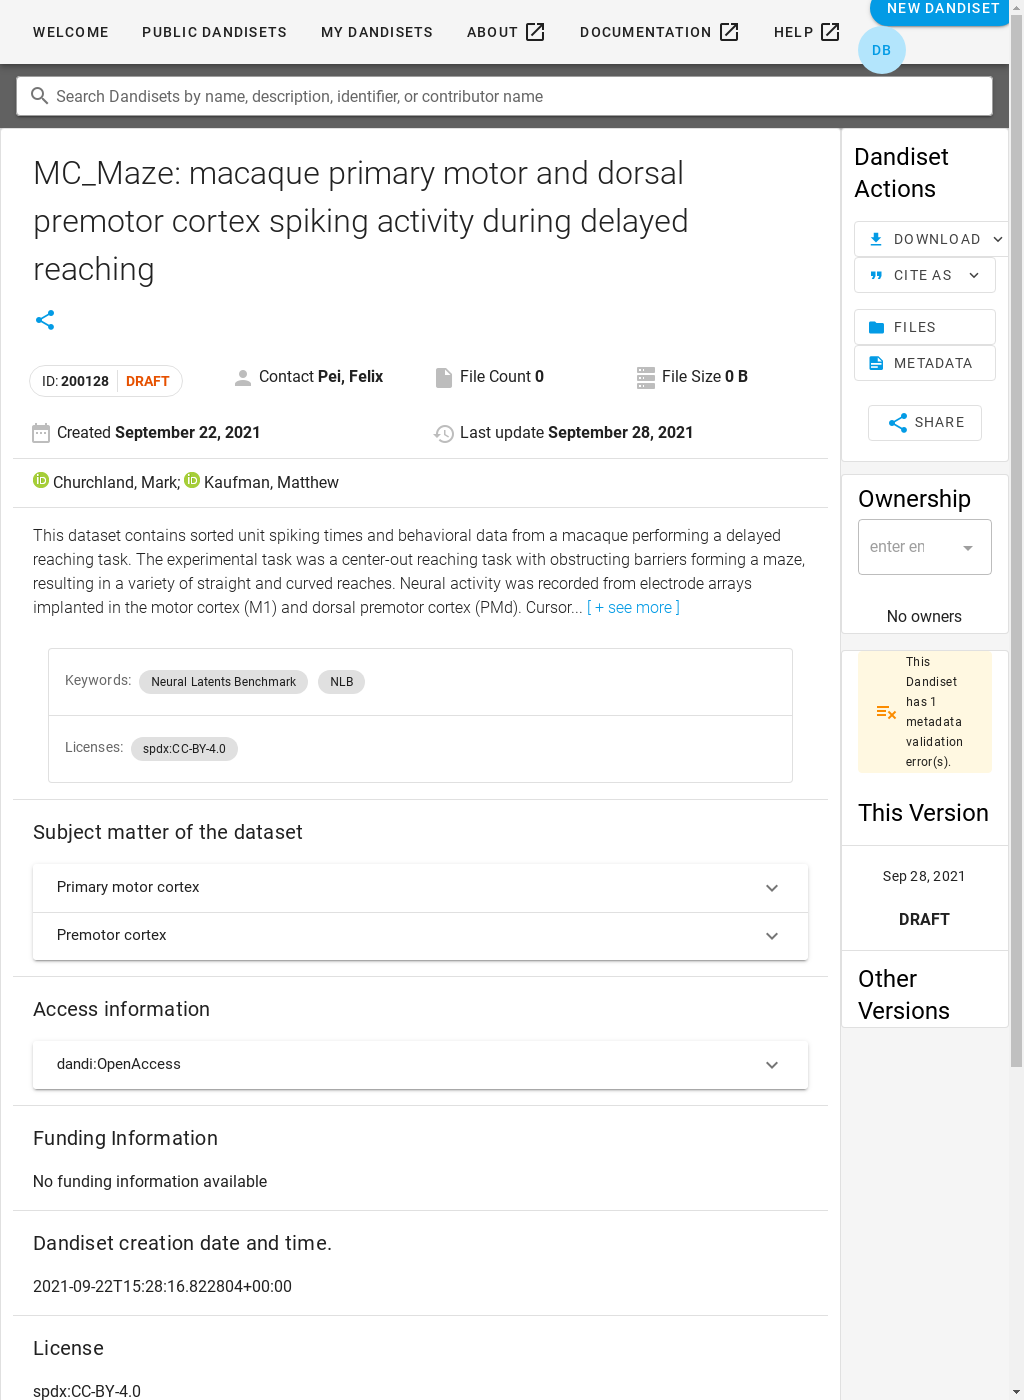 WELCOME PUBLIC DANDISETS MY DANDISETS ABOUT DOCUMENTATION HELP NEW DANDISET
DB
Search Dandisets by name, description, identifier, or contributor name
MC_Maze: macaque primary motor and dorsal
premotor cortex spiking activity during delayed
reaching
ID: 200128 DRAFT Contact Pei, Felix File Count 0 File Size 0 B
Created September 22, 2021 Last update September 28, 2021
iD Churchland, Mark; iD Kaufman, Matthew
This dataset contains sorted unit spiking times and behavioral data from a macaque performing a delayed
reaching task. The experimental task was a center-out reaching task with obstructing barriers forming a maze,
resulting in a variety of straight and curved reaches. Neural activity was recorded from electrode arrays
implanted in the motor cortex (M1) and dorsal premotor cortex (PMd). Cursor... [ + see more ]
Keywords: Neural Latents Benchmark NLB
Licenses: spdx:CC-BY-4.0
Subject matter of the dataset
Primary motor cortex
Premotor cortex
Access information
dandi:OpenAccess
Funding Information
No funding information available
Dandiset creation date and time.
2021-09-22T15:28:16.822804+00:00
License
spdx:CC-BY-4.0
Dandiset
Actions
DOWNLOAD
CITE AS
FILES
METADATA
SHARE
Ownership
enter en
No owners
This
Dandiset
has 1
metadata
validation
error(s).
This Version
Sep 28, 2021
DRAFT
Other
Versions